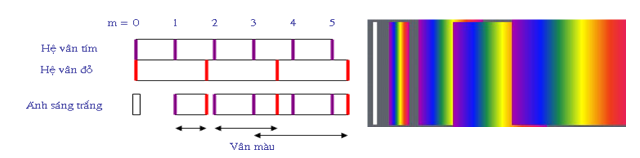 m = 0 1 2 3 4 5
Hệ vân tím
Hệ vân đỏ
Ánh sáng trắng
Vân màu